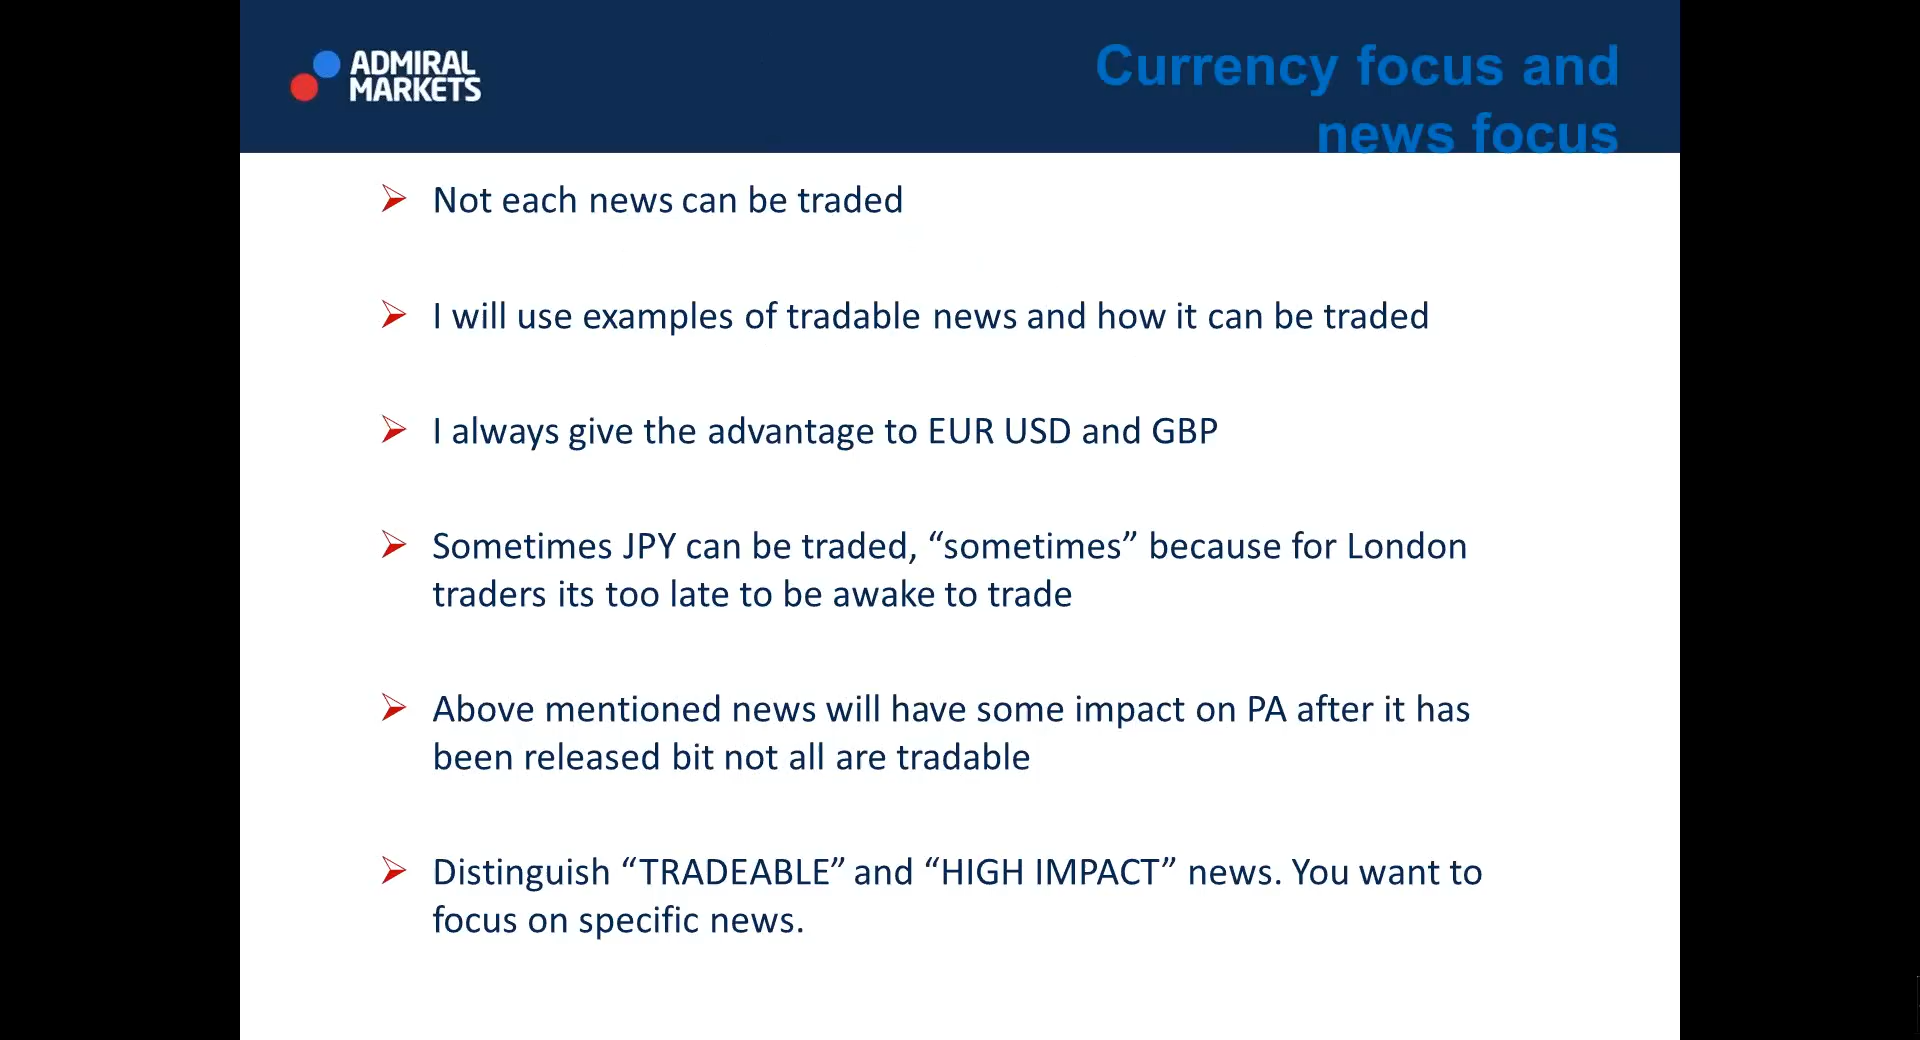 ADMIRAL
MARKETS
Currency focus and
news focus
Not each news can be traded
I will use examples of tradable news and how it can be traded
I always give the advantage to EUR USD and GBP
Sometimes JPY can be traded, “sometimes” because for London
traders its too late to be awake to trade
Above mentioned news will have some impact on PA after it has
been released bit not all are tradable
Distinguish “TRADEABLE” and “HIGH IMPACT” news. You want to
focus on specific news.